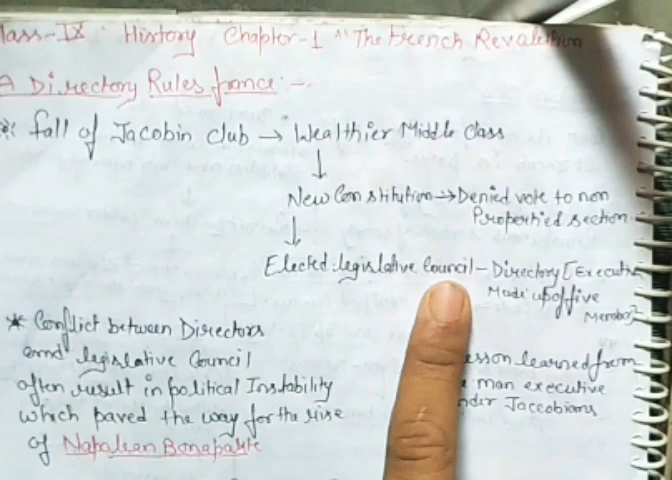 lass-IX History Chapter-1 "The French Revolution
A Directory Rules france:-
* fall of Jacobin club → Wealthier Middle Class
New Constitution → Denied vote to non
Propertied section
Elected legislative Council - Directory [Executive
Made up of five
Member]
* Conflict between Directors
and legislative Council
often result in political Instability
which paved the way for the rise
of Napolean Bonaparte
esson learned from
man executive
nder Jaccobians